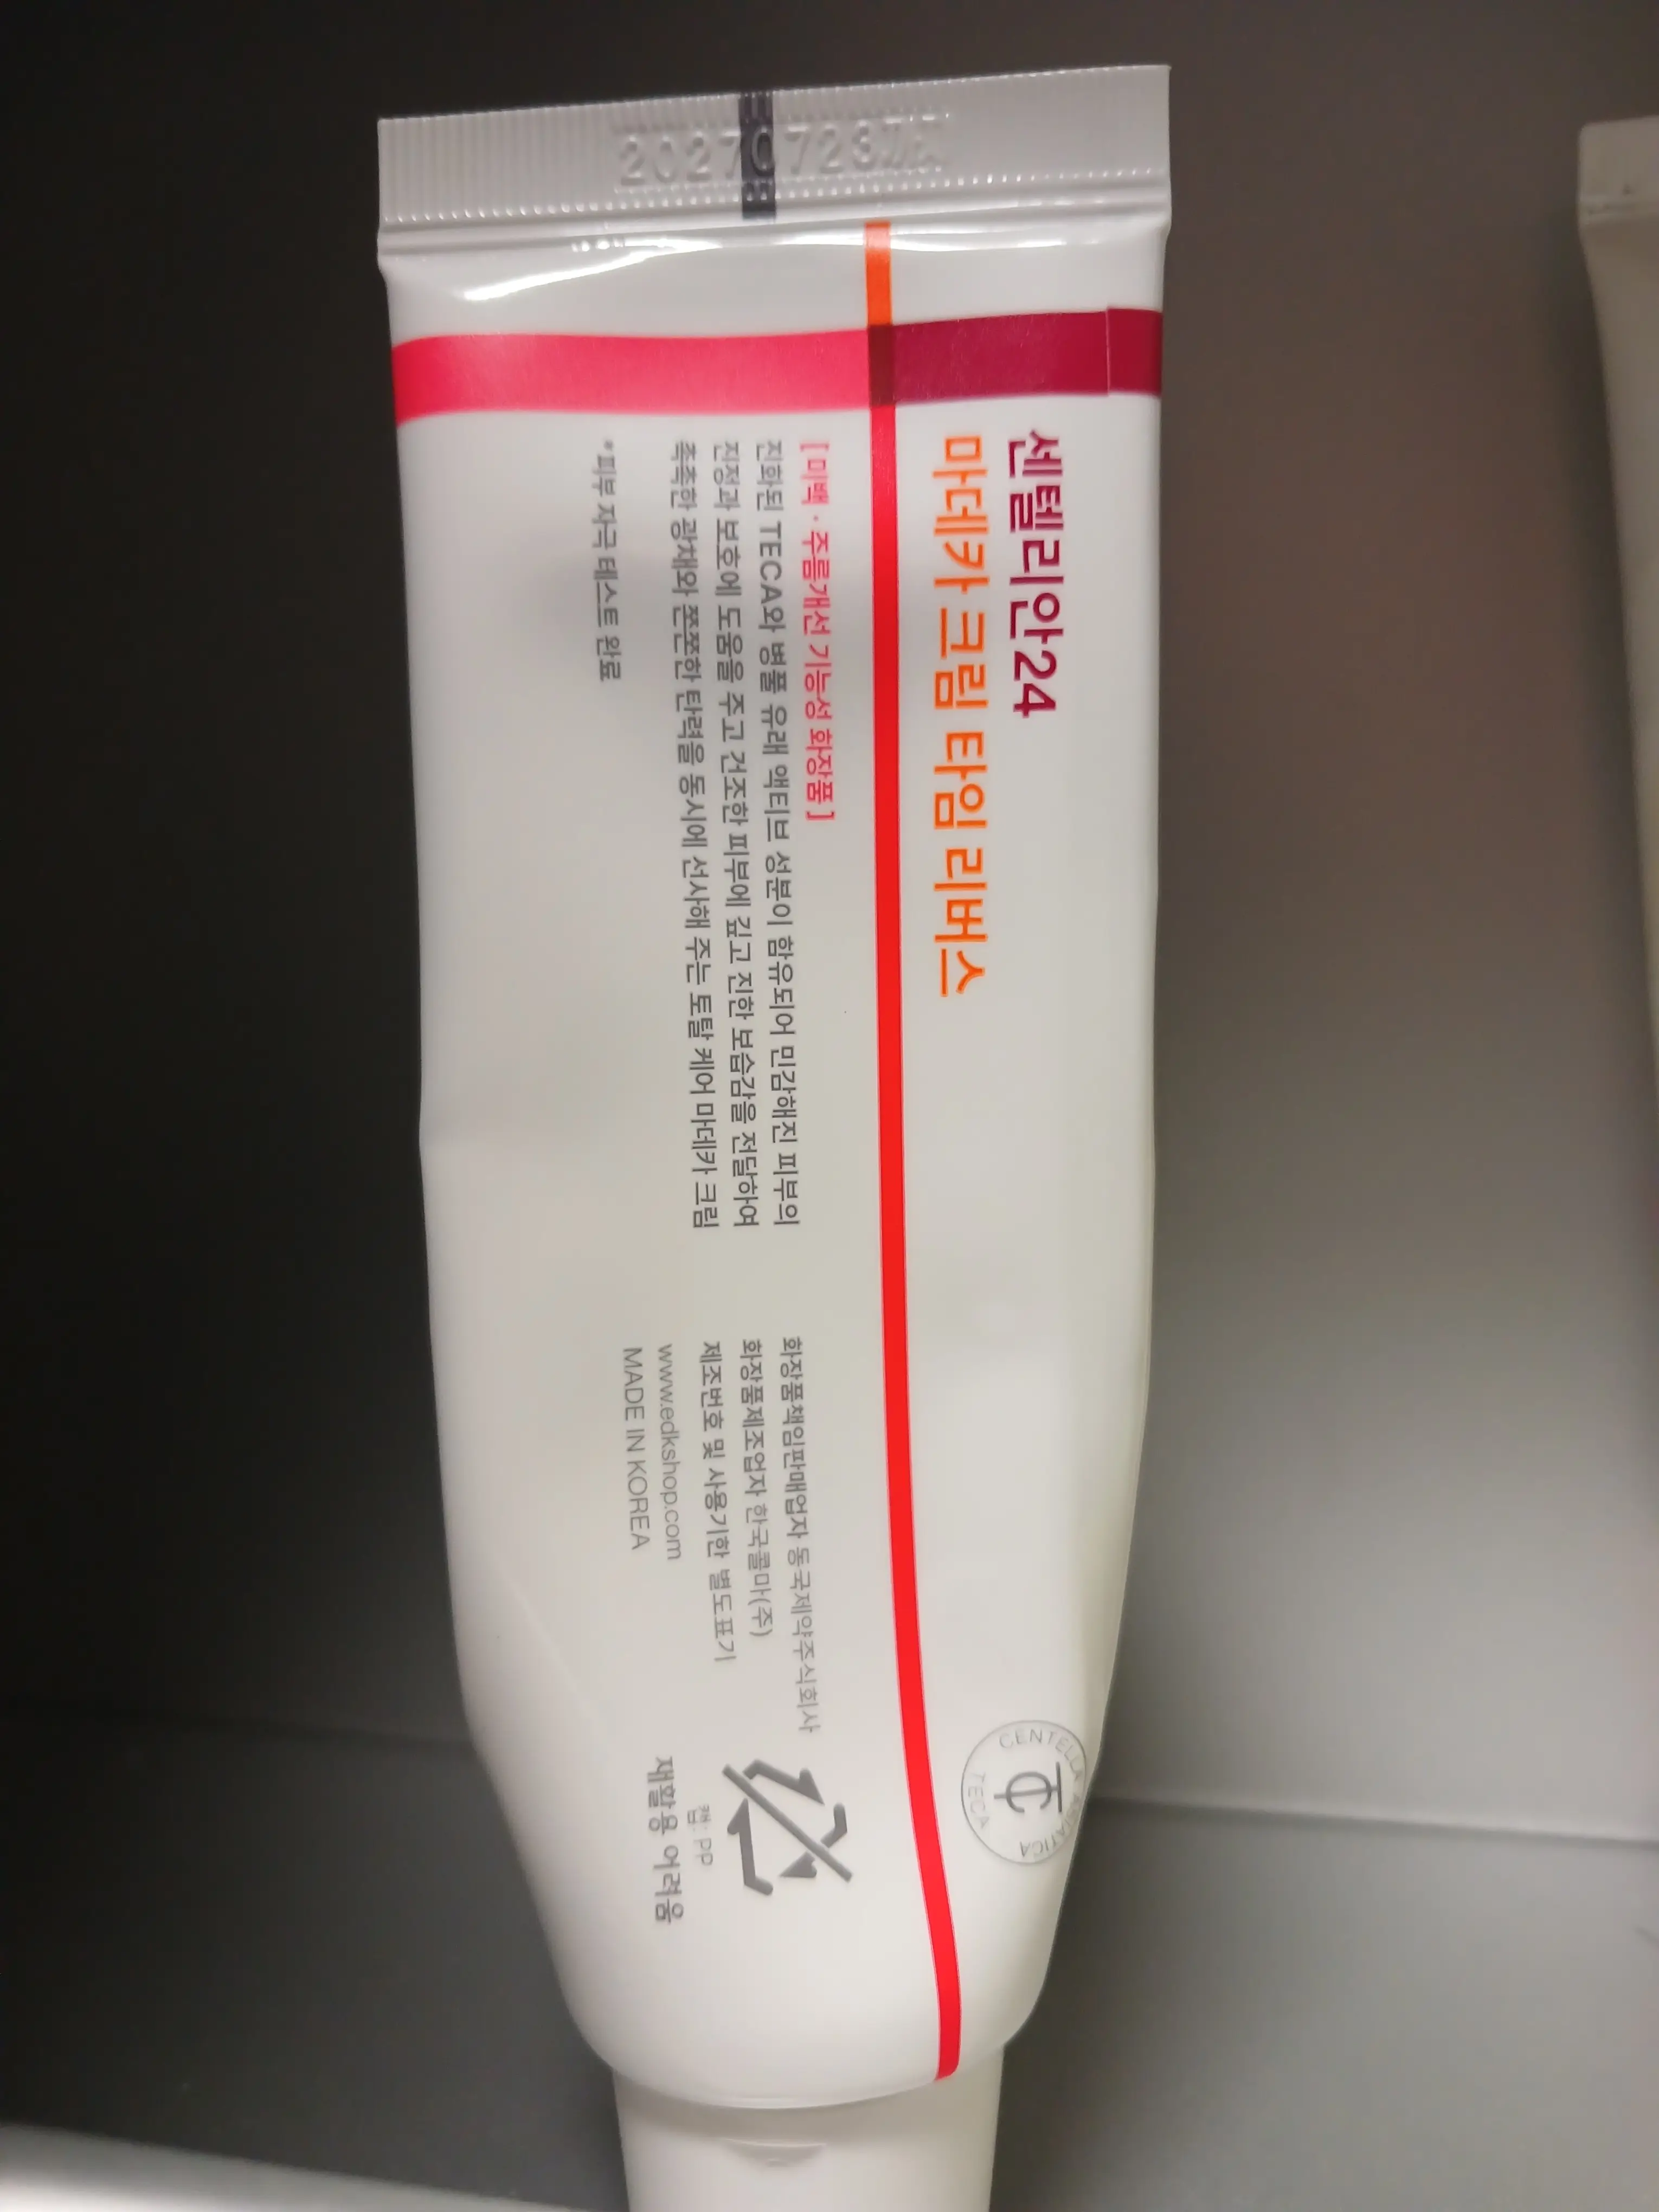 센텔리안24
마데카 크림 타임 리버스
[ 미백 · 주름개선 기능성 화장품 ]
진화된 TECA와 병풀 유래 액티브 성분이 함유되어 민감해진 피부의
진정과 보호에 도움을 주고 건조한 피부에 깊고 진한 보습감을 전달하여
촉촉한 광채와 쫀쫀한 탄력을 동시에 선사해 주는 토탈 케어 마데카 크림
*피부 자극 테스트 완료
화장품책임판매업자 동국제약주식회사
화장품제조업자 한국콜마(주)
제조번호 및 사용기한 별도표기
www.edkshop.com
MADE IN KOREA
캡: PP
재활용 어려움
CENTELLA ASIATICA
TECA